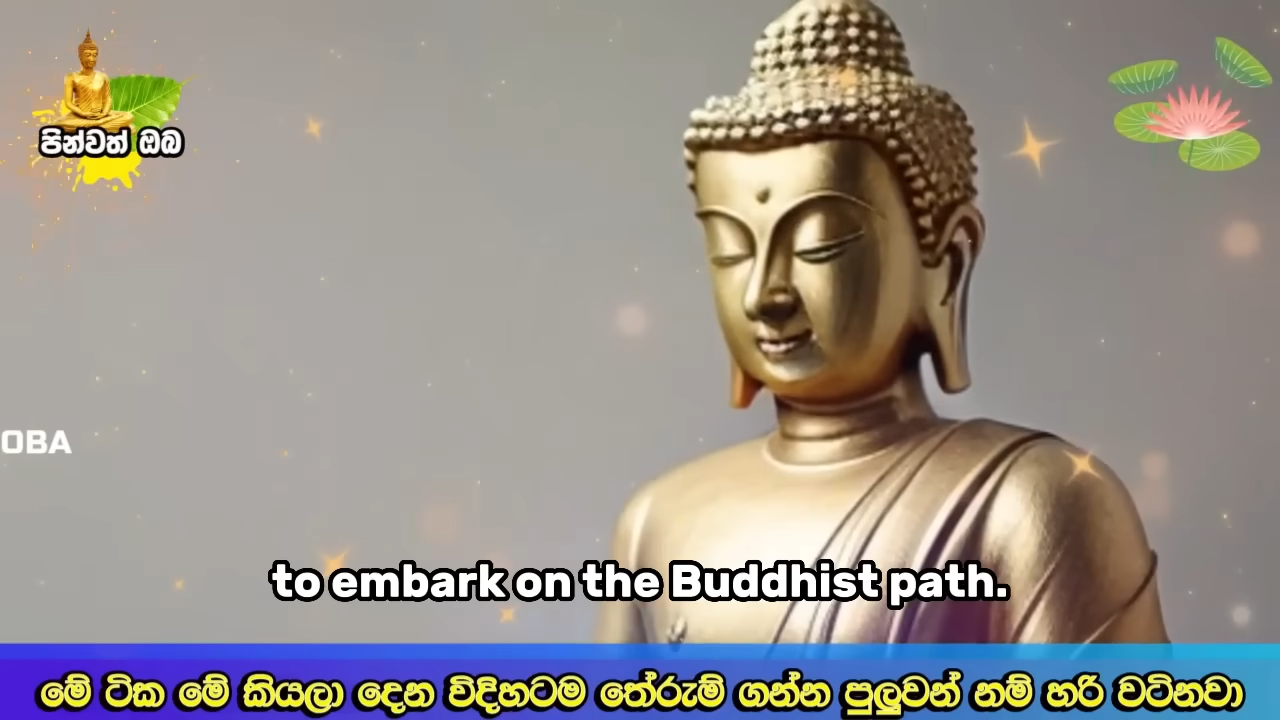 පින්වත් ඔබ
OBA
to embark on the Buddhist path.
මේ ටික මේ කියලා දෙන විදිහටම තේරුම් ගන්න පුලුවන් නම් හරි වටිනවා